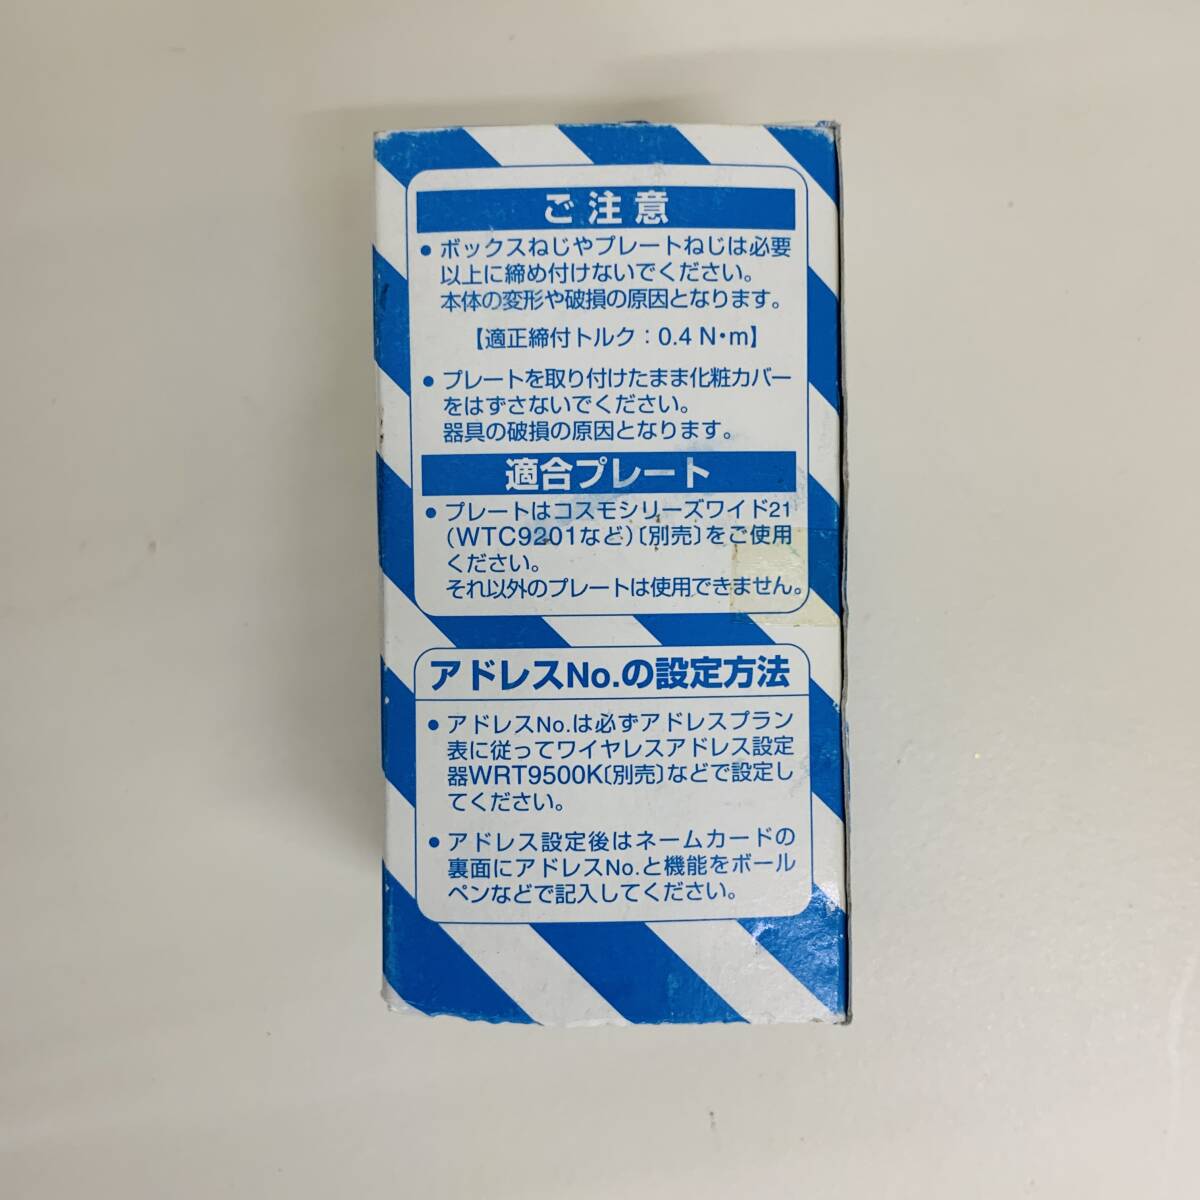 ご注意
●ボックスねじやプレートねじは必要
以上に締め付けないでください。
本体の変形や破損の原因となります。
【適正締付トルク：0.4 N・m】
●プレートを取り付けたまま化粧カバー
をはずさないでください。
器具の破損の原因となります。
適合プレート
●プレートはコスモシリーズワイド21
(WTC9201など)〔別売〕をご使用
ください。
それ以外のプレートは使用できません。
アドレスNo.の設定方法
●アドレスNo.は必ずアドレスプラン
表に従ってワイヤレスアドレス設定
器WRT9500K〔別売〕などで設定し
てください。
●アドレス設定後はネームカードの
裏面にアドレスNo.と機能をボール
ペンなどで記入してください。